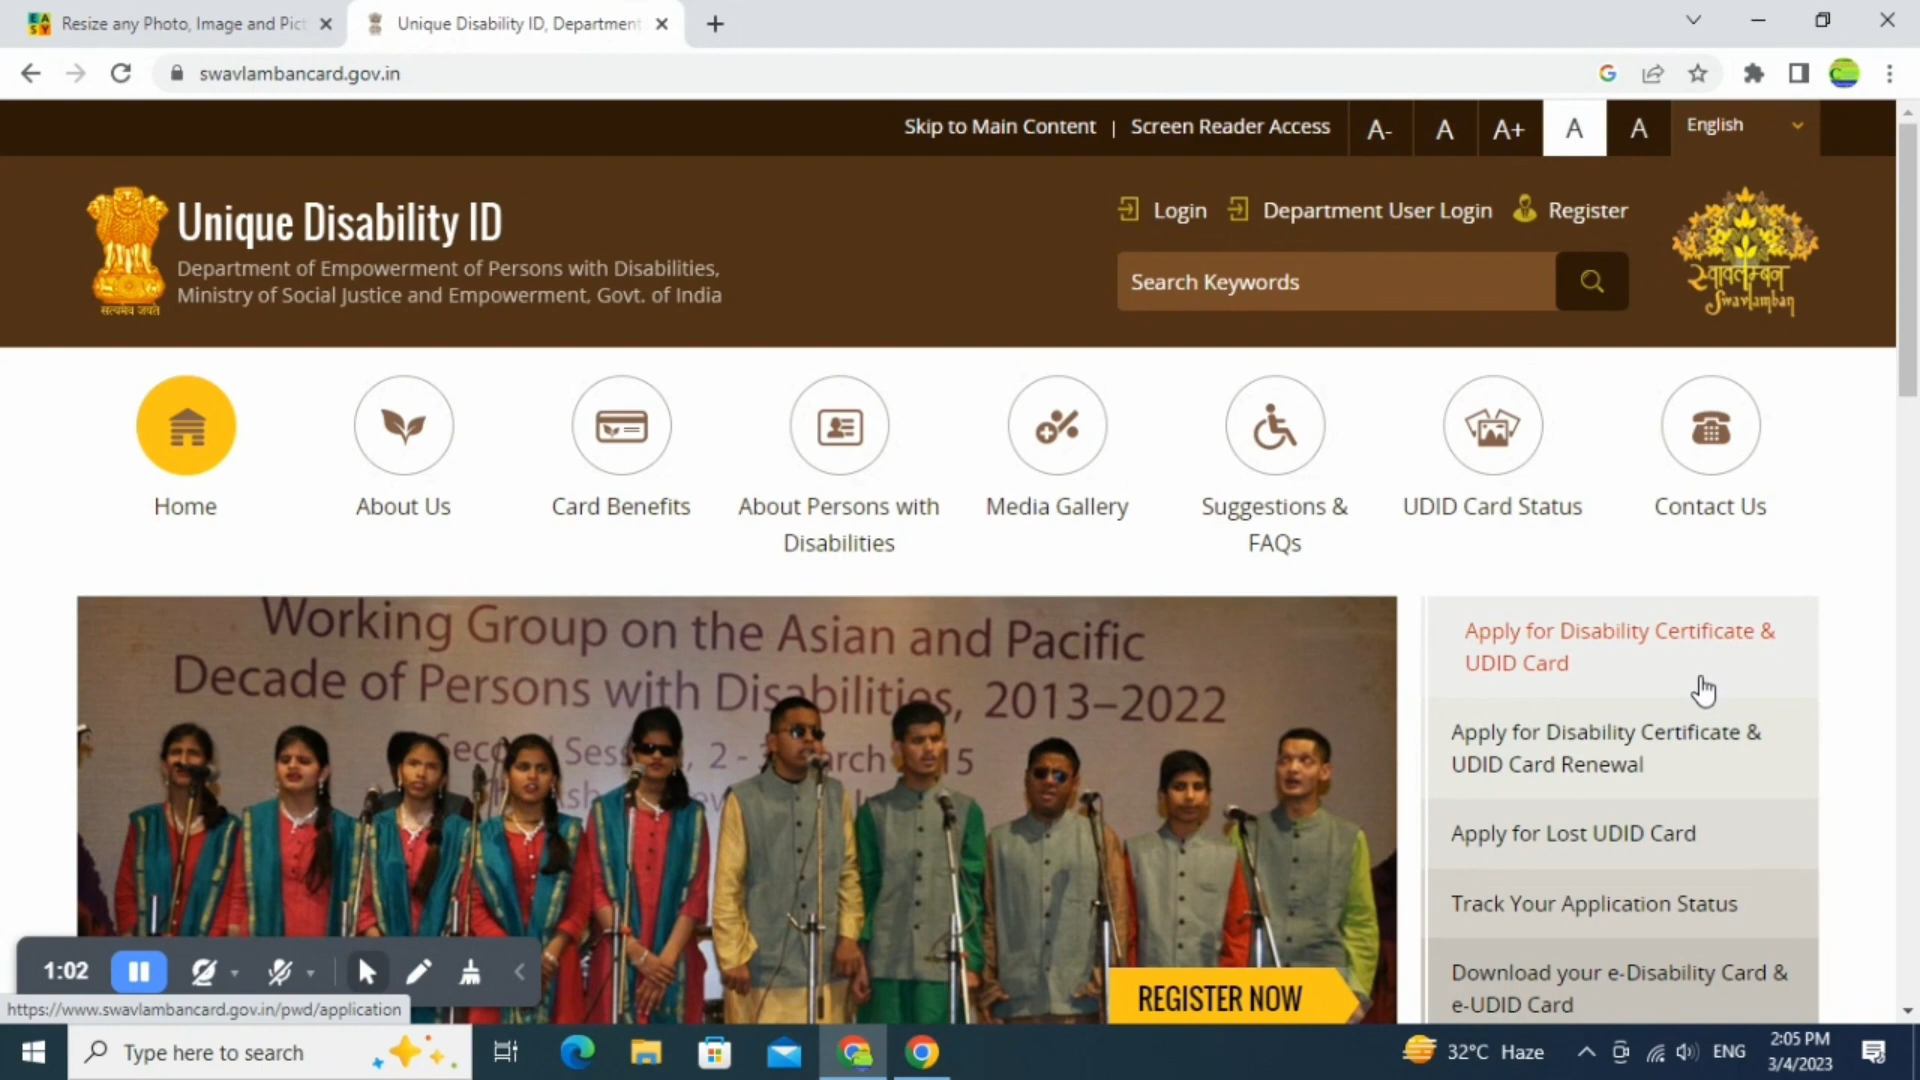 Resize any Photo, Image and Pict
Unique Disability ID, Department
swavlambancard.gov.in
Skip to Main Content | Screen Reader Access A- A A+ A A English
Unique Disability ID
Department of Empowerment of Persons with Disabilities,
Ministry of Social Justice and Empowerment, Govt. of India
सत्यमेव जयते
Login Department User Login Register
Search Keywords
स्वावलम्बन
Swavlamban
Home
About Us
Card Benefits
About Persons with
Disabilities
Media Gallery
Suggestions &
FAQs
UDID Card Status
Contact Us
Working Group on the Asian and Pacific
Decade of Persons with Disabilities, 2013–2022
REGISTER NOW
Apply for Disability Certificate &
UDID Card
Apply for Disability Certificate &
UDID Card Renewal
Apply for Lost UDID Card
Track Your Application Status
Download your e-Disability Card &
e-UDID Card
1:02
https://www.swavlambancard.gov.in/pwd/application
Type here to search
32°C Haze
ENG
2:05 PM
3/4/2023